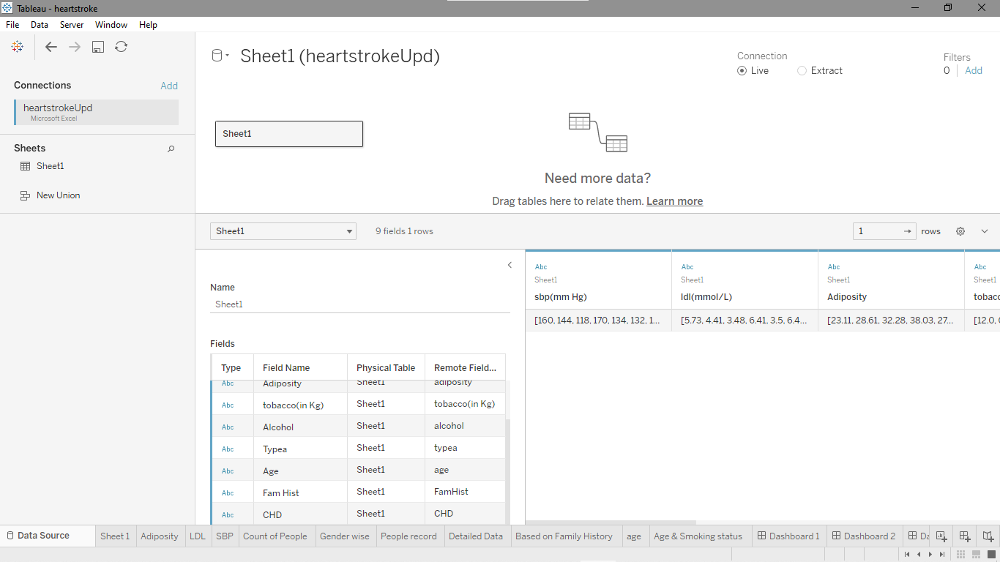 Tableau - heartstroke
File Data Server Window Help
Connections Add
heartstrokeUpd
Microsoft Excel
Sheets
Sheet1
New Union
Sheet1 (heartstrokeUpd)
Connection
Live Extract
Filters
0 Add
Sheet1
Need more data?
Drag tables here to relate them. Learn more
Sheet1 9 fields 1 rows 1 rows
Name
Sheet1
Fields
Type Field Name Physical Table Remote Field...
Abc Adiposity Sheet1 adiposity
Abc tobacco(in Kg) Sheet1 tobacco(in Kg)
Abc Alcohol Sheet1 alcohol
Abc Typea Sheet1 typea
Abc Age Sheet1 age
Abc Fam Hist Sheet1 FamHist
Abc CHD Sheet1 CHD
Abc Abc Abc Abc
Sheet1 Sheet1 Sheet1 Sheet1
sbp(mm Hg) ldl(mmol/L) Adiposity tobacc
[160, 144, 118, 170, 134, 132, 1... [5.73, 4.41, 3.48, 6.41, 3.5, 6.4... [23.11, 28.61, 32.28, 38.03, 27... [12.0,
Data Source Sheet 1 Adiposity LDL SBP Count of People Gender wise People record Detailed Data Based on Family History age Age & Smoking status Dashboard 1 Dashboard 2 Da